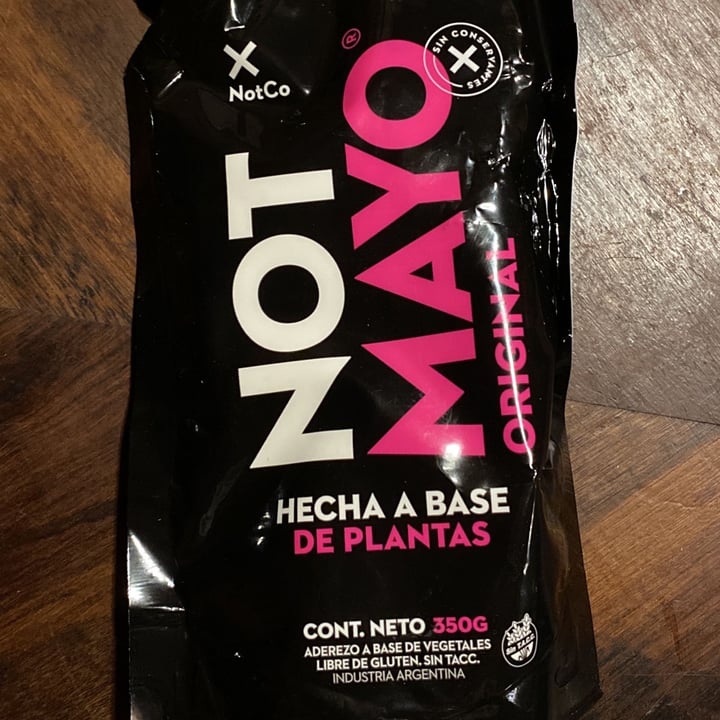 NotCo
SIN CONSERVANTES
NOT
MAYO®
ORIGINAL
HECHA A BASE
DE PLANTAS
CONT. NETO 350G
ADEREZO A BASE DE VEGETALES
LIBRE DE GLUTEN. SIN TACC.
INDUSTRIA ARGENTINA
Sin T.A.C.C.